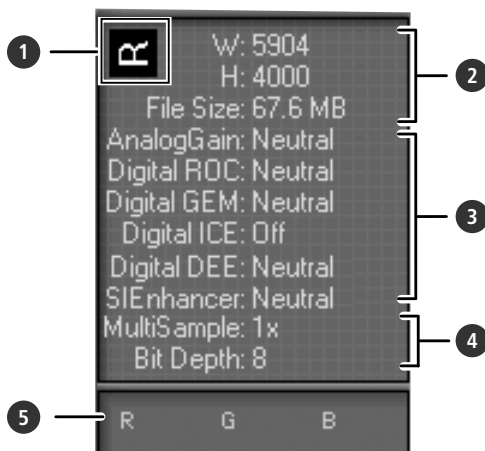 1
R
W: 5904
H: 4000
File Size: 67.6 MB
2
AnalogGain: Neutral
Digital ROC: Neutral
Digital GEM: Neutral
Digital ICE: Off
Digital DEE: Neutral
SIEnhancer: Neutral
3
MultiSample: 1x
Bit Depth: 8
4
5
R G B